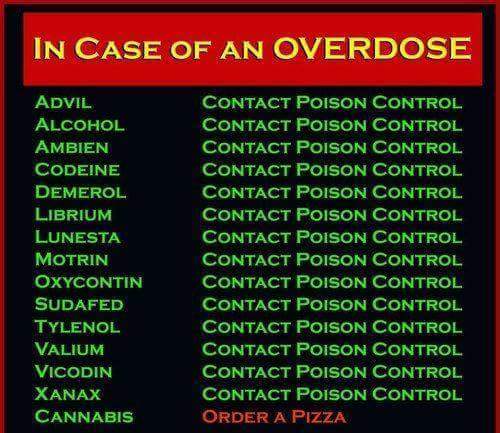 IN CASE OF AN OVERDOSE
ADVIL CONTACT POISON CONTROL
ALCOHOL CONTACT POISON CONTROL
AMBIEN CONTACT POISON CONTROL
CODEINE CONTACT POISON CONTROL
DEMEROL CONTACT POISON CONTROL
LIBRIUM CONTACT POISON CONTROL
LUNESTA CONTACT POISON CONTROL
MOTRIN CONTACT POISON CONTROL
OXYCONTIN CONTACT POISON CONTROL
SUDAFED CONTACT POISON CONTROL
TYLENOL CONTACT POISON CONTROL
VALIUM CONTACT POISON CONTROL
VICODIN CONTACT POISON CONTROL
XANAX CONTACT POISON CONTROL
CANNABIS ORDER A PIZZA